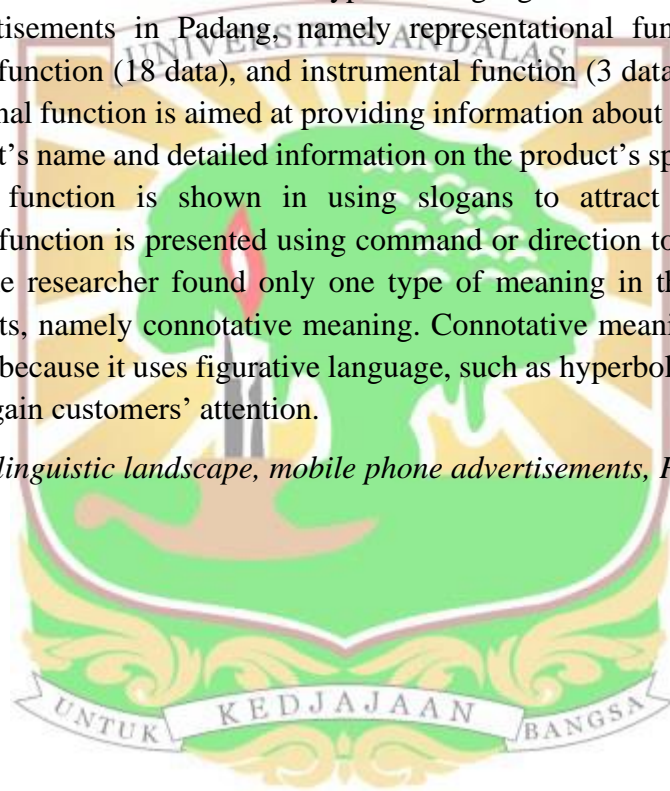 tisements in Padang, namely representational fun
UNIVERSITAS ANDALAS
function (18 data), and instrumental function (3 data
nal function is aimed at providing information about
t's name and detailed information on the product's sp
function is shown in using slogans to attract
function is presented using command or direction to
e researcher found only one type of meaning in th
ts, namely connotative meaning. Connotative meani
because it uses figurative language, such as hyperbol
gain customers' attention.
linguistic landscape, mobile phone advertisements,
UNTUK KEDJAJAAN BANGSA